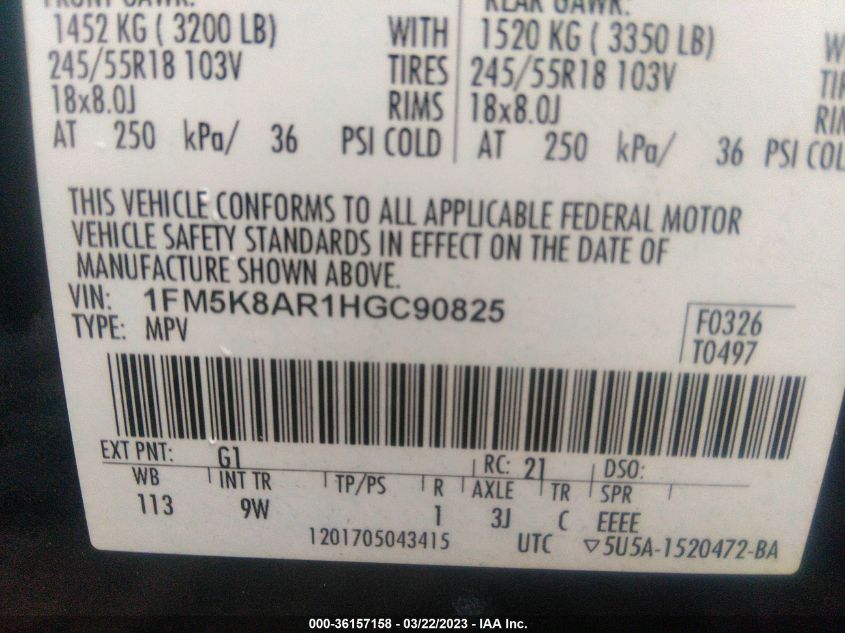 FRONT GAWR: REAR GAWR:
1452 KG ( 3200 LB) WITH 1520 KG ( 3350 LB)
245/55R18 103V TIRES 245/55R18 103V
18x8.0J RIMS 18x8.0J
AT 250 kPa/ 36 PSI COLD AT 250 kPa/ 36 PSI COL
THIS VEHICLE CONFORMS TO ALL APPLICABLE FEDERAL MOTOR
VEHICLE SAFETY STANDARDS IN EFFECT ON THE DATE OF
MANUFACTURE SHOWN ABOVE.
VIN: 1FM5K8AR1HGC90825
TYPE: MPV F0326
T0497
EXT PNT: G1 RC: 21 DSO:
WB INT TR TP/PS R AXLE TR SPR
113 9W 1 3J C EEEE
1201705043415 UTC ▽5U5A-1520472-BA
000-36157158 - 03/22/2023 - IAA Inc.